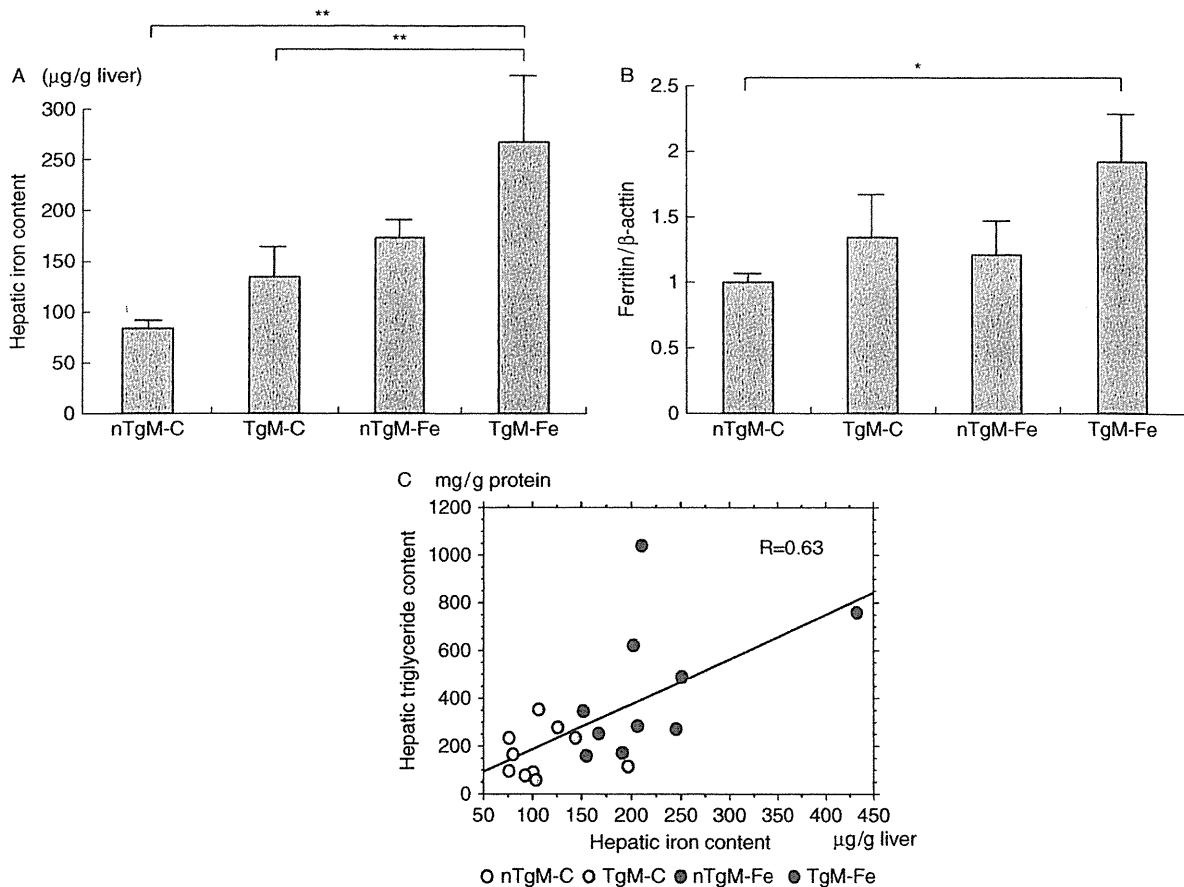 **
**
A (µg/g liver)
Hepatic iron content
300
250
200
150
100
50
0
nTgM-C TgM-C nTgM-Fe TgM-Fe
B
*
Ferritin/β-acttin
2.5
2
1.5
1
0.5
0
nTgM-C TgM-C nTgM-Fe TgM-Fe
C mg/g protein
Hepatic triglyceride content
1200
1000
800
600
400
200
0
R=0.63
50 100 150 200 250 300 350 400 450
Hepatic iron content µg/g liver
nTgM-C TgM-C nTgM-Fe TgM-Fe